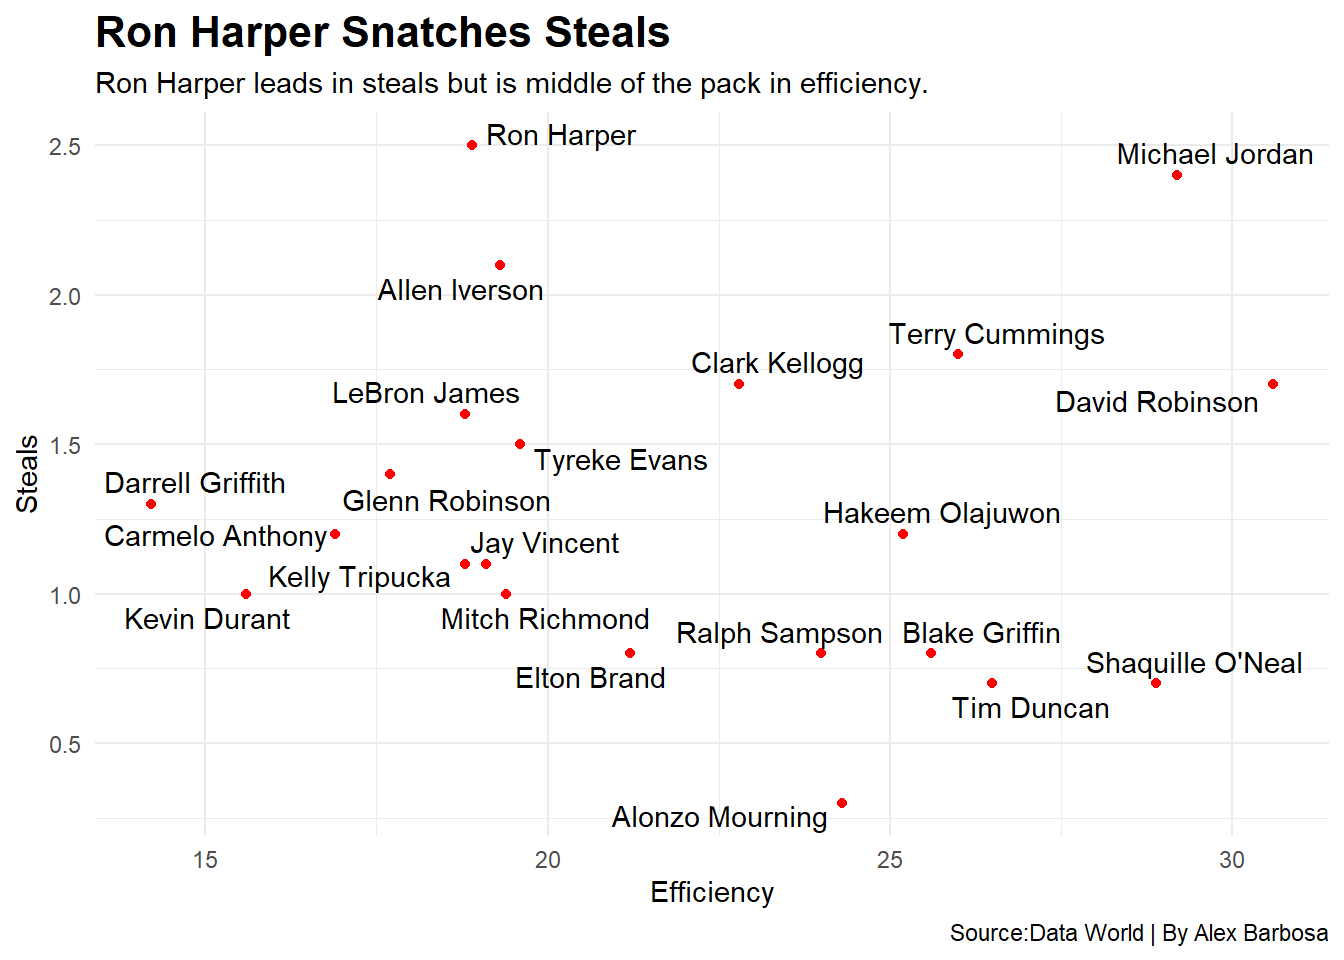 Ron Harper Snatches Steals
Ron Harper leads in steals but is middle of the pack in efficiency.
2.5
Ron Harper
Michael Jordan
Allen Iverson
2.0
Terry Cummings
Clark Kellogg
LeBron James
David Robinson
1.5
Steals
Tyreke Evans
Darrell Griffith
Glenn Robinson
Hakeem Olajuwon
Carmelo Anthony
Jay Vincent
Kelly Tripucka
1.0
Kevin Durant
Mitch Richmond
Ralph Sampson
Blake Griffin
Shaquille O'Neal
Elton Brand
Tim Duncan
0.5
Alonzo Mourning
15
20
25
30
Efficiency
Source:Data World | By Alex Barbosa